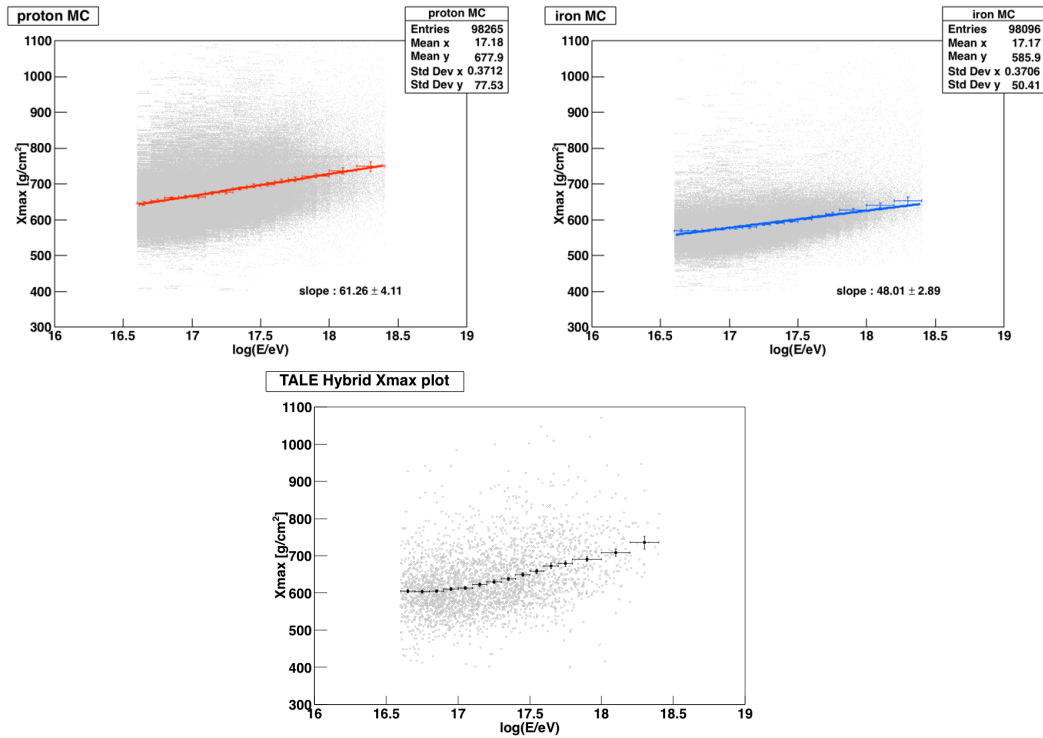 proton MC
proton MC
Entries 98265
Mean x 17.18
Mean y 677.9
Std Dev x 0.3712
Std Dev y 77.53
Xmax [g/cm²]
1100
1000
900
800
700
600
500
400
300
slope : 61.26 ± 4.11
16 16.5 17 17.5 18 18.5 19
log(E/eV)
iron MC
iron MC
Entries 98096
Mean x 17.17
Mean y 585.9
Std Dev x 0.3706
Std Dev y 50.41
Xmax [g/cm²]
1100
1000
900
800
700
600
500
400
300
slope : 48.01 ± 2.89
16 16.5 17 17.5 18 18.5 19
log(E/eV)
TALE Hybrid Xmax plot
Xmax [g/cm²]
1100
1000
900
800
700
600
500
400
300
16 16.5 17 17.5 18 18.5 19
log(E/eV)